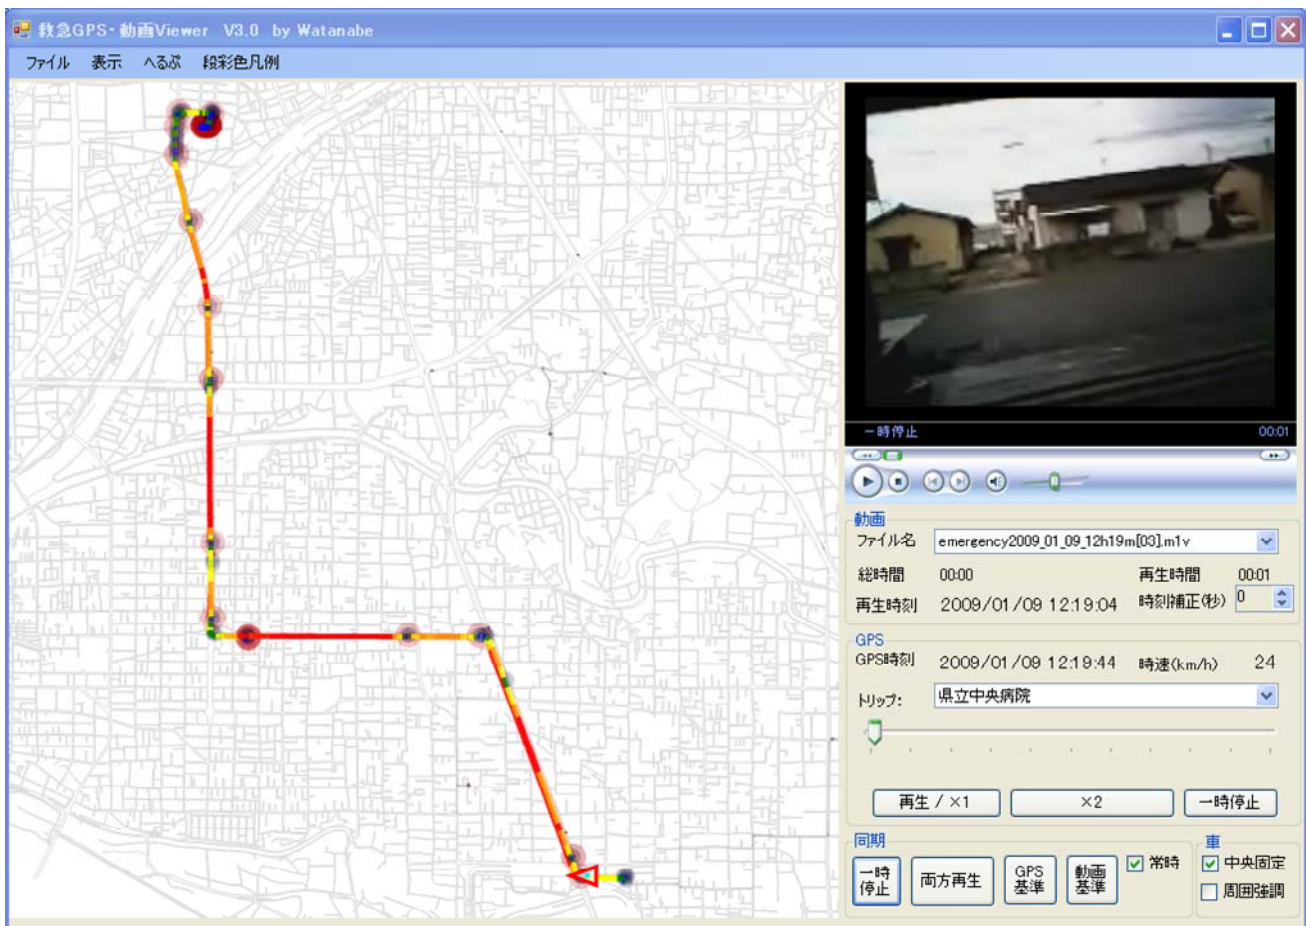 救急GPS・動画Viewer V3.0 by Watanabe
ファイル 表示 へるぷ 段彩色凡例
一時停止 00:01
動画
ファイル名 emergency2009_01_09_12h19m[03].m1v
総時間 00:00 再生時間 00:01
再生時刻 2009/01/09 12:19:04 時刻補正(秒) 0
GPS
GPS時刻 2009/01/09 12:19:44 時速(km/h) 24
トリップ: 県立中央病院
再生 / ×1 ×2 一時停止
同期 車
一時停止 両方再生 GPS基準 動画基準 常時 中央固定
周囲強調